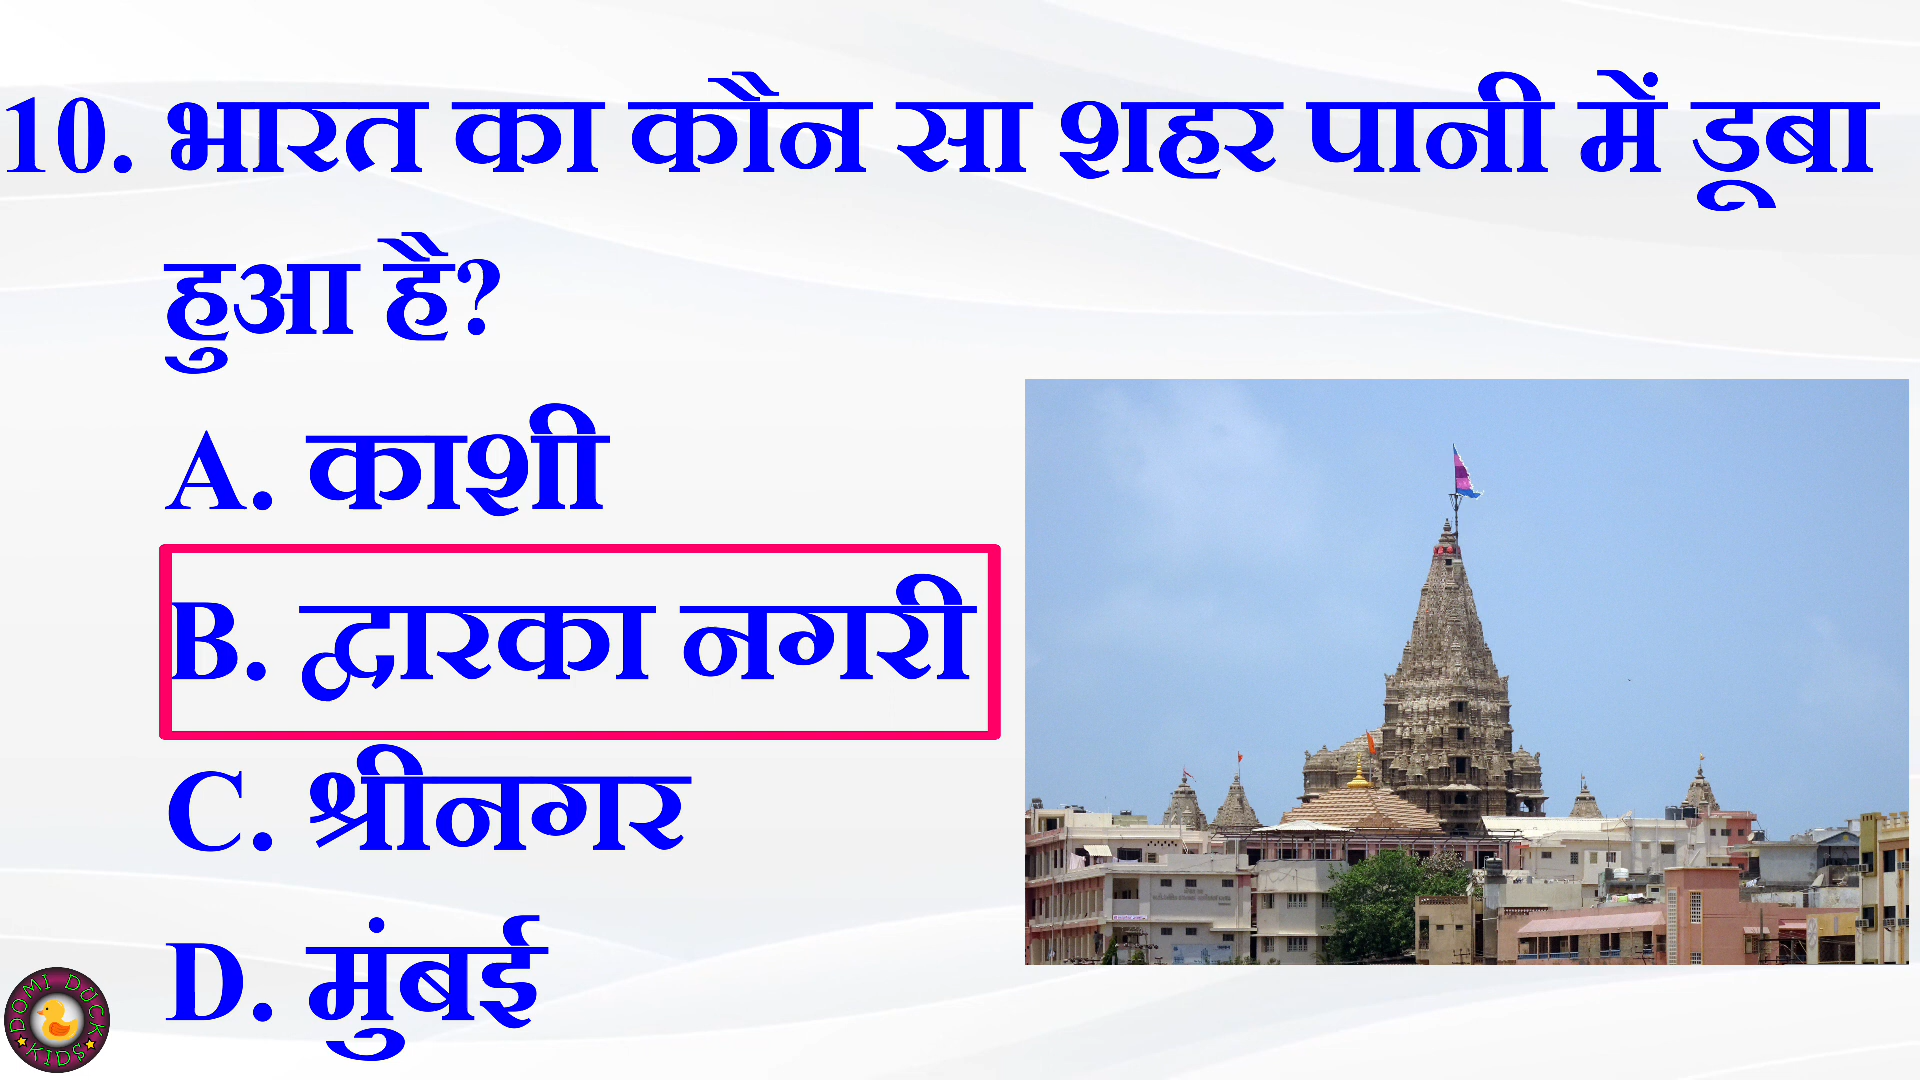 10. भारत का कौन सा शहर पानी में डूबा
हुआ है?
A. काशी
B. द्वारका नगरी
C. श्रीनगर
D. मुंबई
DOMI DUCK
KIDS